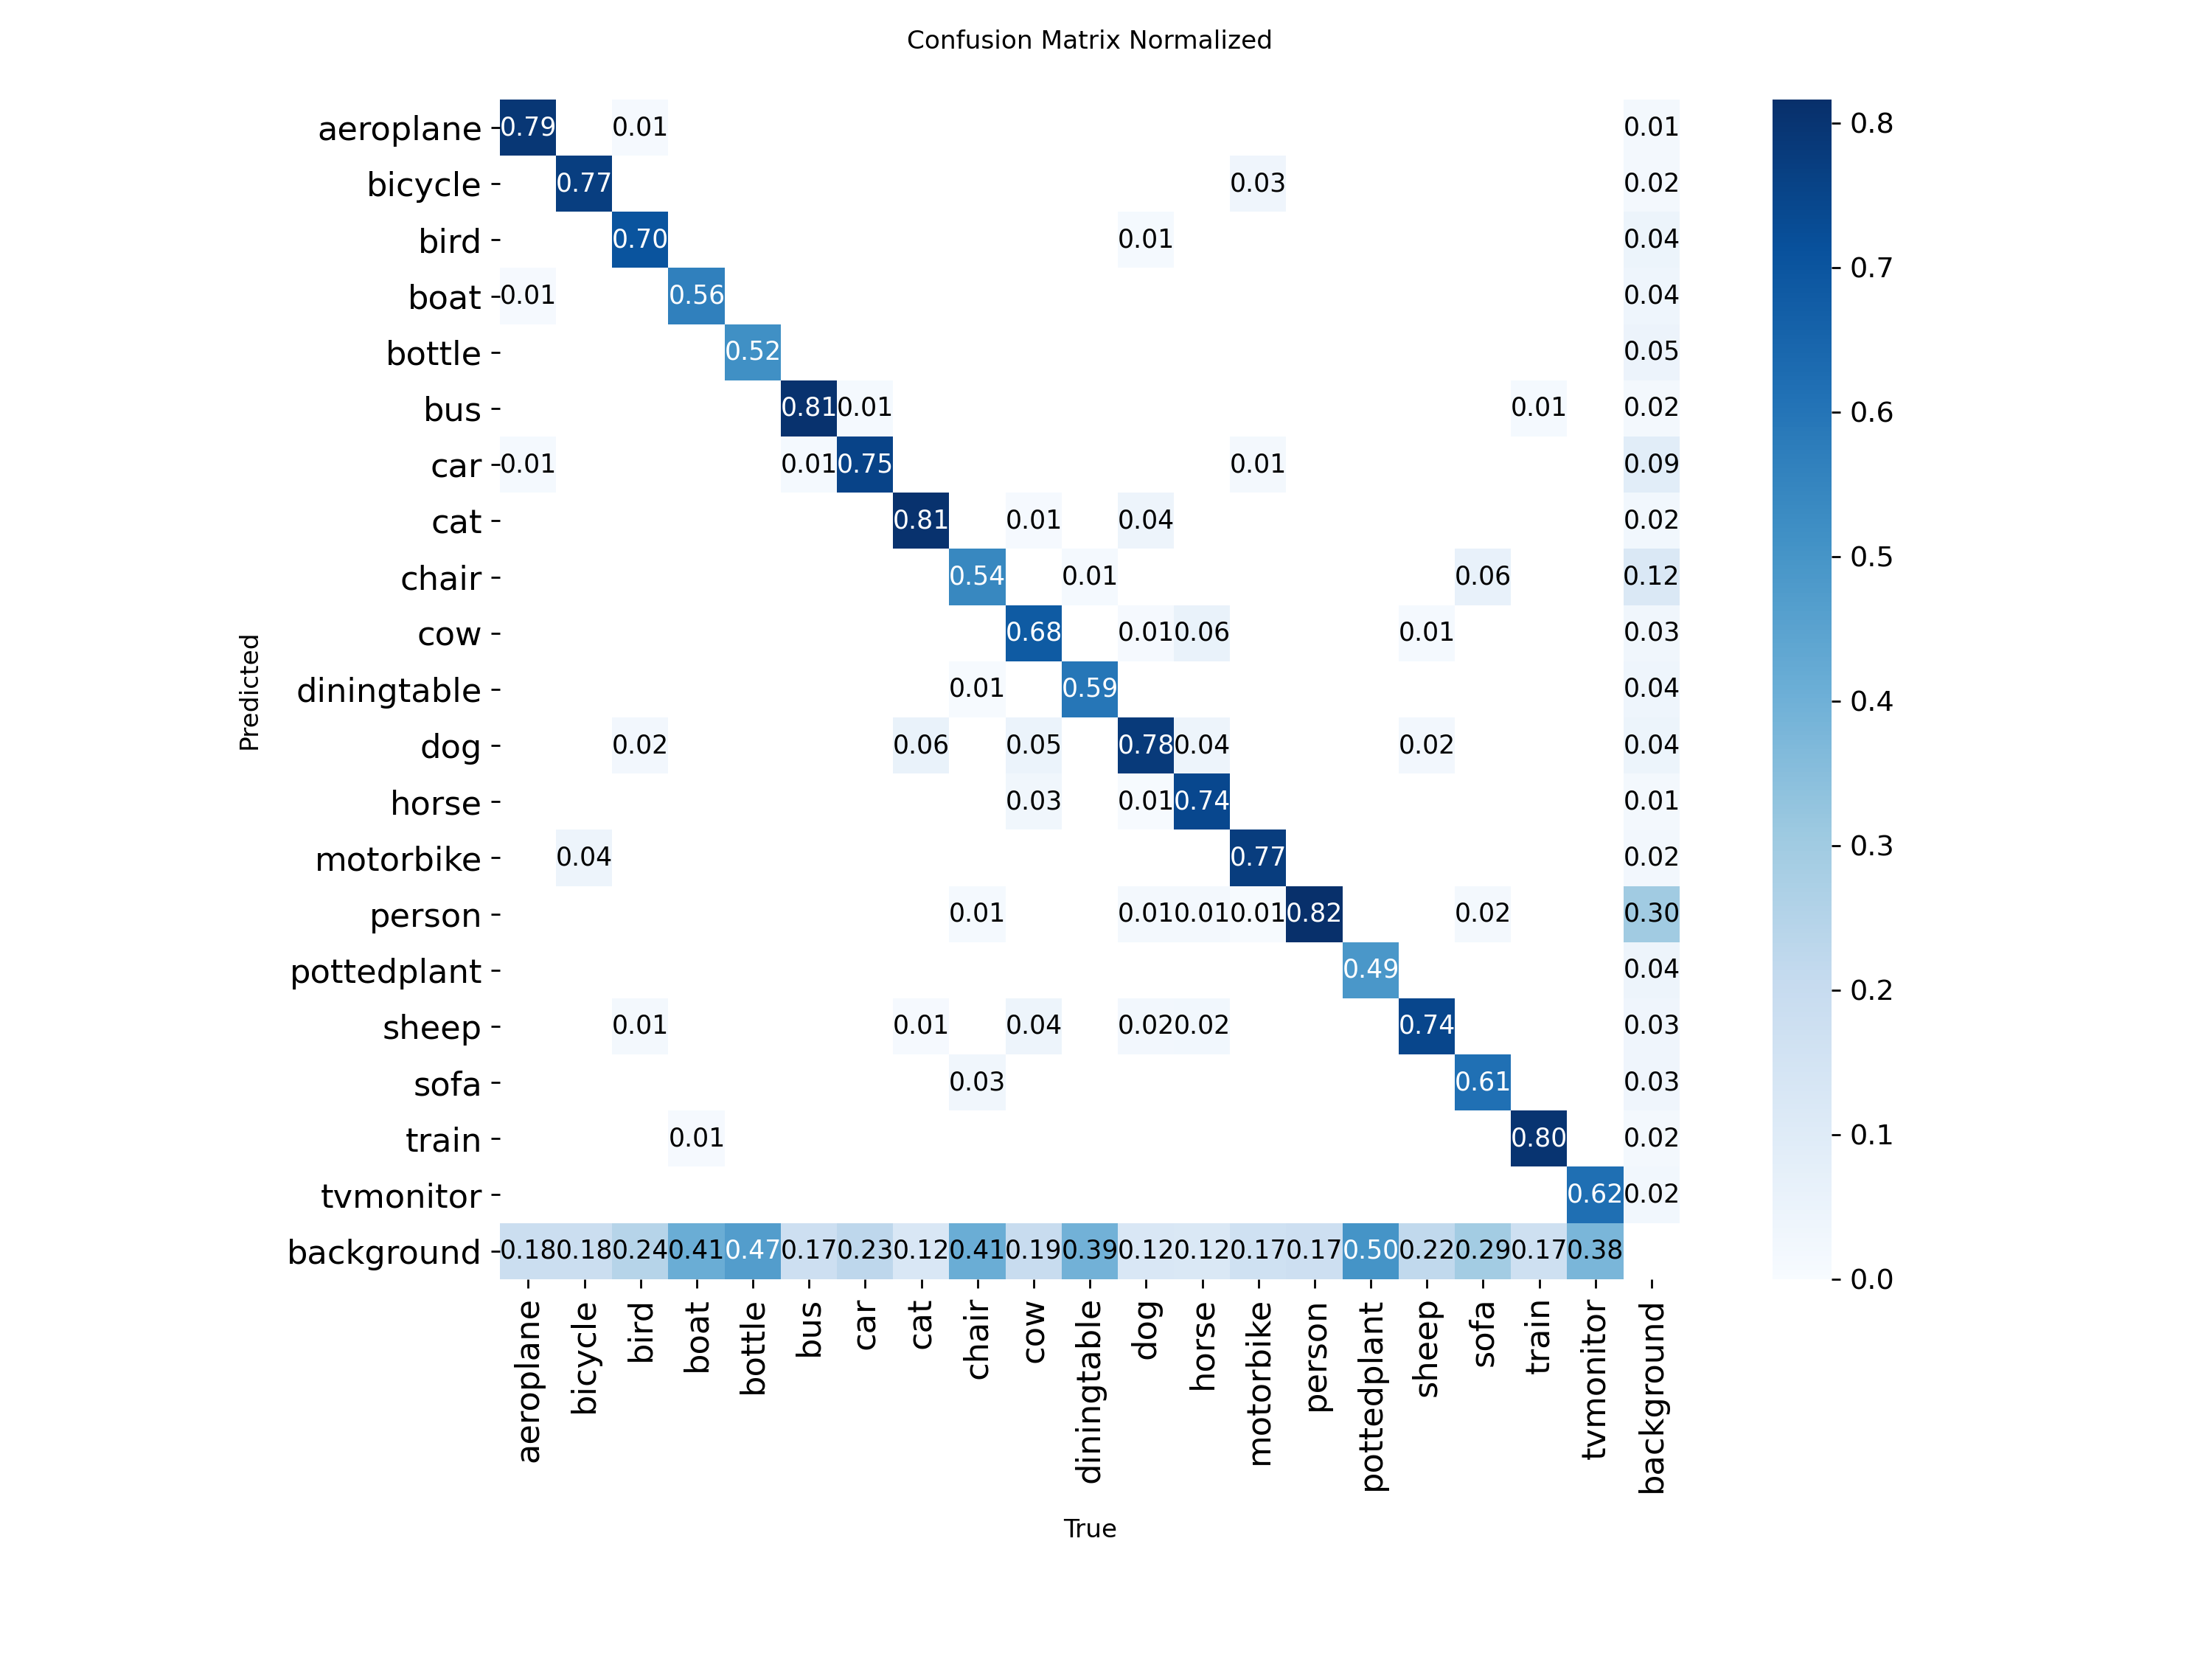 Confusion Matrix Normalized
aeroplane 0.79 0.01 0.01
bicycle 0.77 0.03 0.02
bird 0.70 0.01 0.04
boat 0.01 0.56 0.04
bottle 0.52 0.05
bus 0.81 0.01 0.01 0.02
car 0.01 0.01 0.75 0.01 0.09
cat 0.81 0.01 0.04 0.02
chair 0.54 0.01 0.06 0.12
cow 0.68 0.01 0.06 0.01 0.03
diningtable 0.01 0.59 0.04
dog 0.02 0.06 0.05 0.78 0.04 0.02 0.04
horse 0.03 0.01 0.74 0.01
motorbike 0.04 0.77 0.02
person 0.01 0.01 0.01 0.01 0.82 0.02 0.30
pottedplant 0.49 0.04
sheep 0.01 0.01 0.04 0.02 0.02 0.74 0.03
sofa 0.03 0.61 0.03
train 0.01 0.80 0.02
tvmonitor 0.62 0.02
background 0.18 0.18 0.24 0.41 0.47 0.17 0.23 0.12 0.41 0.19 0.39 0.12 0.12 0.17 0.17 0.50 0.22 0.29 0.17 0.38
Predicted
aeroplane bicycle bird boat bottle bus car cat chair cow diningtable dog horse motorbike person pottedplant sheep sofa train tvmonitor background
True
0.8
0.7
0.6
0.5
0.4
0.3
0.2
0.1
0.0